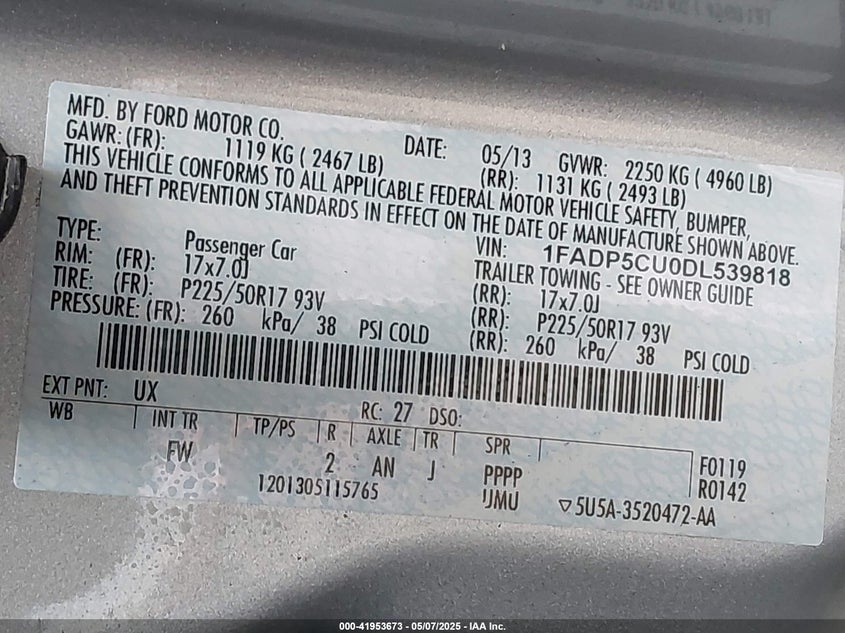 MFD. BY FORD MOTOR CO.
DATE: 05/13 GVWR: 2250 KG ( 4960 LB)
GAWR: (FR): 1119 KG ( 2467 LB) (RR): 1131 KG ( 2493 LB)
THIS VEHICLE CONFORMS TO ALL APPLICABLE FEDERAL MOTOR VEHICLE SAFETY, BUMPER,
AND THEFT PREVENTION STANDARDS IN EFFECT ON THE DATE OF MANUFACTURE SHOWN ABOVE.
VIN: 1FADP5CU0DL539818
TYPE: Passenger Car TRAILER TOWING - SEE OWNER GUIDE
RIM: (FR): 17x7.0J (RR): 17x7.0J
TIRE: (FR): P225/50R17 93V (RR): P225/50R17 93V
PRESSURE: (FR): 260 kPa/ 38 PSI COLD (RR): 260 kPa/ 38 PSI COLD
EXT PNT: UX RC: 27 DSO:
WB INT TR TP/PS R AXLE TR SPR
FW 2 AN J PPPP F0119
UMU R0142
1201305115765 ▽5U5A-3520472-AA
000-41953673 - 05/07/2025 - IAA Inc.